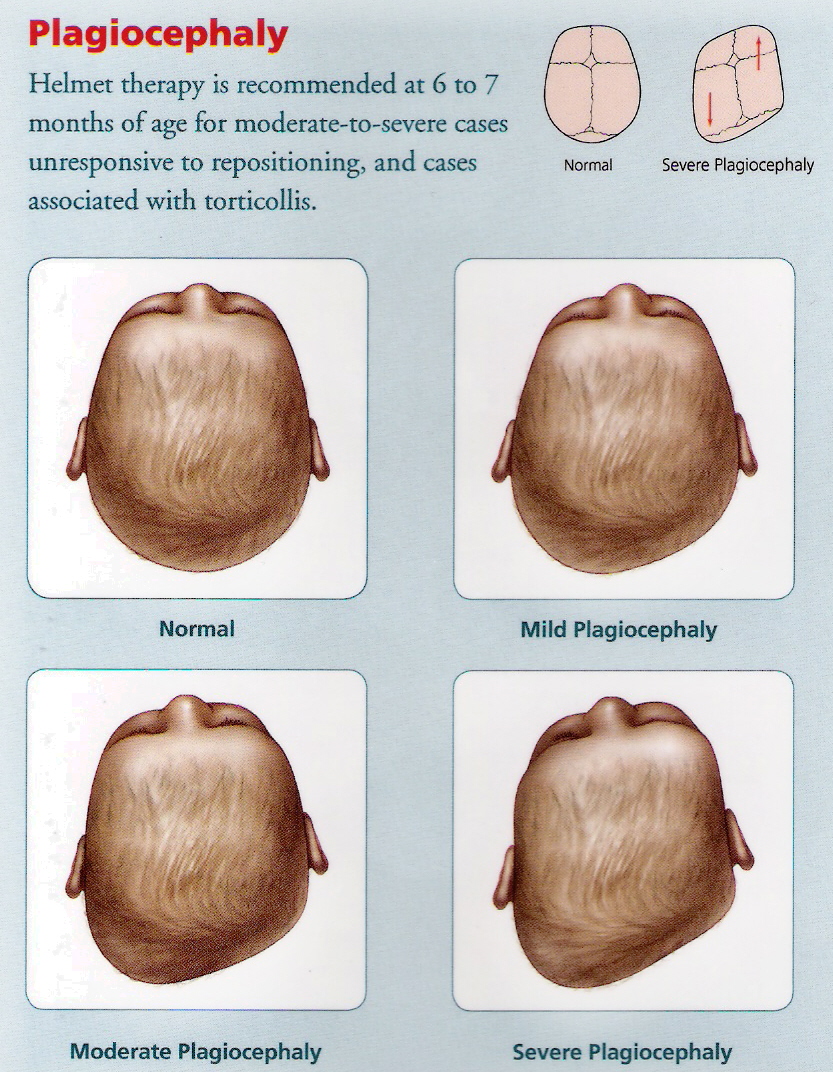 Plagiocephaly
Helmet therapy is recommended at 6 to 7
months of age for moderate-to-severe cases
unresponsive to repositioning, and cases
associated with torticollis.
Normal
Severe Plagiocephaly
Normal
Mild Plagiocephaly
Moderate Plagiocephaly
Severe Plagiocephaly